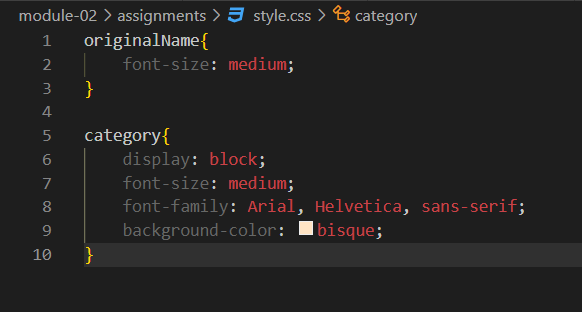 module-02 > assignments > style.css > category
1 originalName{
2 font-size: medium;
3 }
4
5 category{
6 display: block;
7 font-size: medium;
8 font-family: Arial, Helvetica, sans-serif;
9 background-color: bisque;
10 }